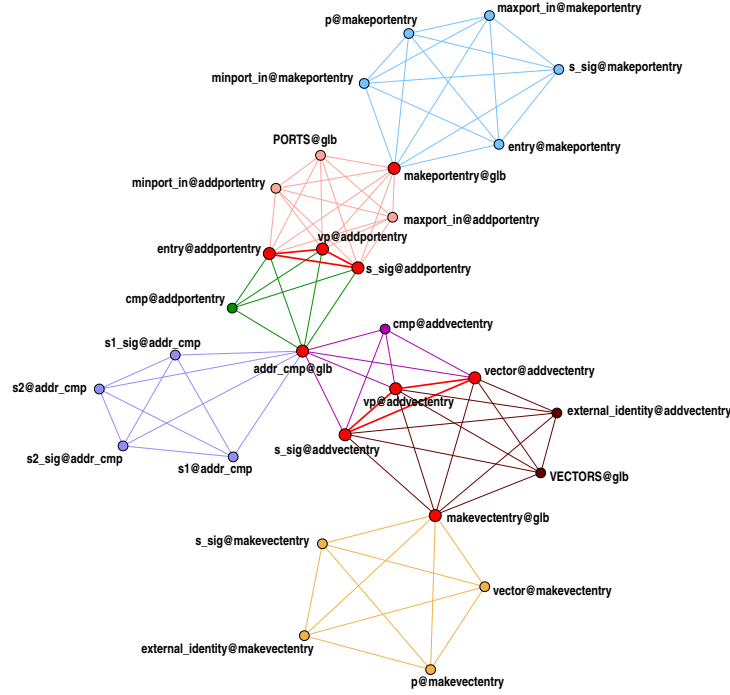 maxport_in@makeportentry
p@makeportentry
s_sig@makeportentry
minport_in@makeportentry
PORTS@glb
entry@makeportentry
makeportentry@glb
minport_in@addportentry
maxport_in@addportentry
vp@addportentry
entry@addportentry
s_sig@addportentry
cmp@addportentry
cmp@addvectentry
s1_sig@addr_cmp
addr_cmp@glb
vector@addvectentry
s2@addr_cmp
vp@addvectentry
external_identity@addvectentry
s_sig@addvectentry
s2_sig@addr_cmp
s1@addr_cmp
VECTORS@glb
makevectentry@glb
s_sig@makevectentry
vector@makevectentry
external_identity@makevectentry
p@makevectentry